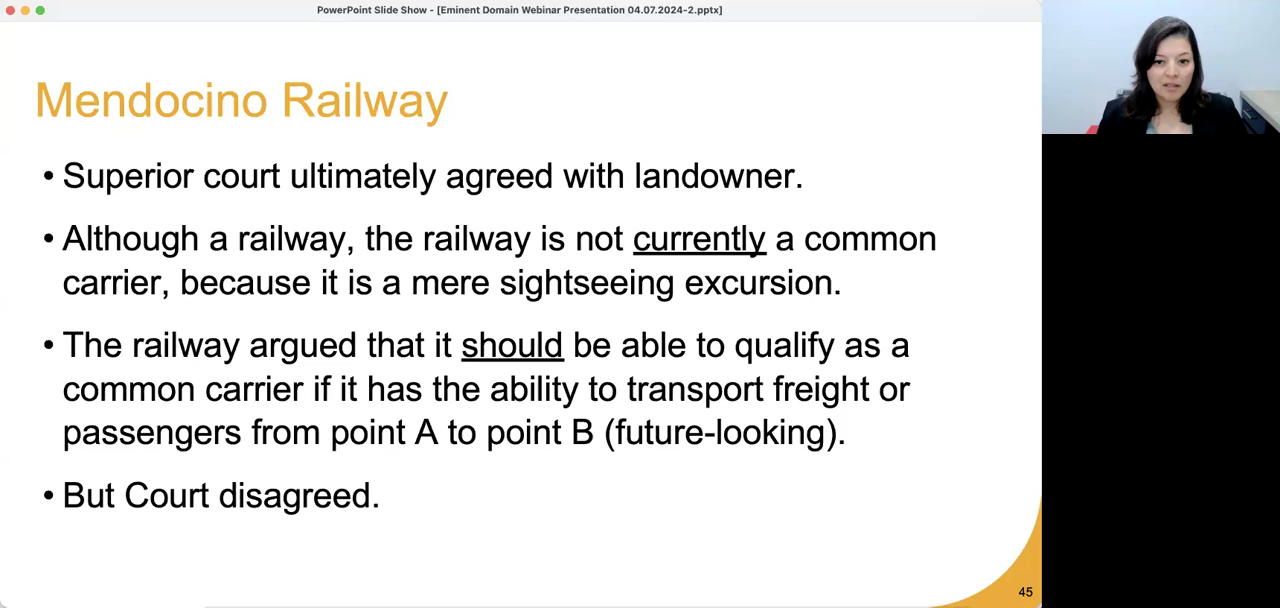 PowerPoint Slide Show - [Eminent Domain Webinar Presentation 04.07.2024-2.pptx]
Mendocino Railway
• Superior court ultimately agreed with landowner.
• Although a railway, the railway is not currently a common
carrier, because it is a mere sightseeing excursion.
• The railway argued that it should be able to qualify as a
common carrier if it has the ability to transport freight or
passengers from point A to point B (future-looking).
• But Court disagreed.
45